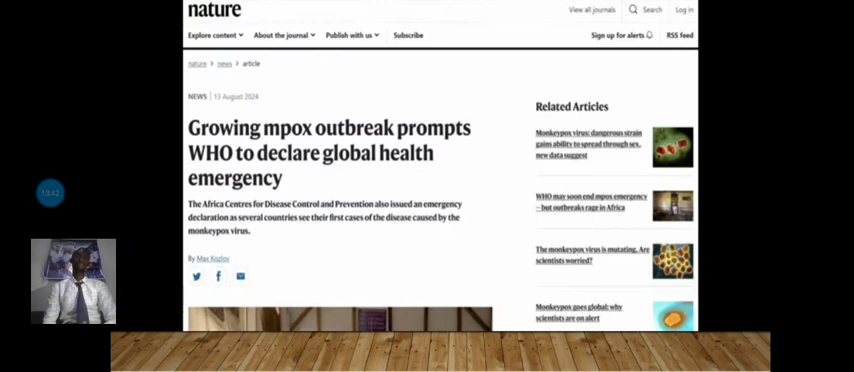 nature
View all journals
Search
Log in
Explore content
About the journal
Publish with us
Subscribe
Sign up for alerts
RSS feed
nature > news > article
NEWS | 13 August 2024
Growing mpox outbreak prompts
WHO to declare global health
emergency
The Africa Centres for Disease Control and Prevention also issued an emergency
declaration as several countries see their first cases of the disease caused by the
monkeypox virus.
By Max Kozlov
Related Articles
Monkeypox virus: dangerous strain
gains ability to spread through sex,
new data suggest
WHO may soon end mpox emergency
— but outbreaks rage in Africa
The monkeypox virus is mutating. Are
scientists worried?
Monkeypox goes global: why
scientists are on alert
13:42